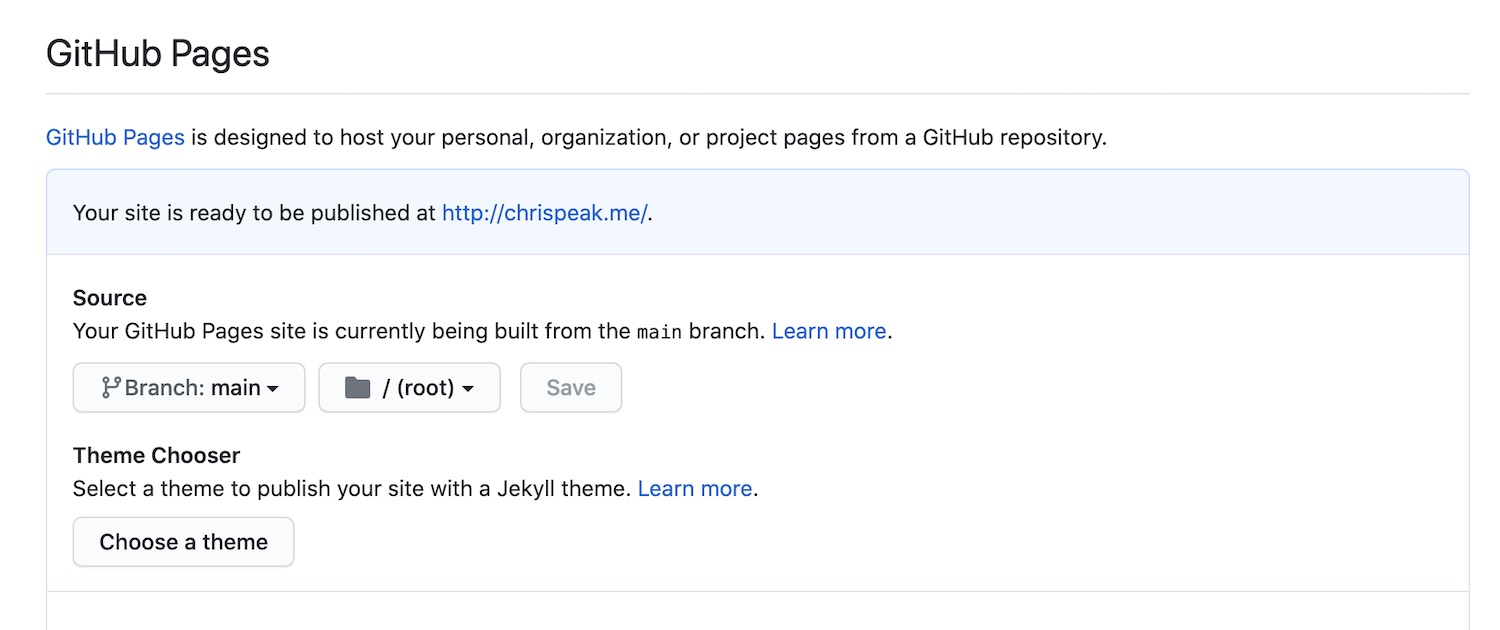 GitHub Pages
GitHub Pages is designed to host your personal, organization, or project pages from a GitHub repository.
Your site is ready to be published at http://chrispeak.me/.
Source
Your GitHub Pages site is currently being built from the main branch. Learn more.
Branch: main / (root) Save
Theme Chooser
Select a theme to publish your site with a Jekyll theme. Learn more.
Choose a theme